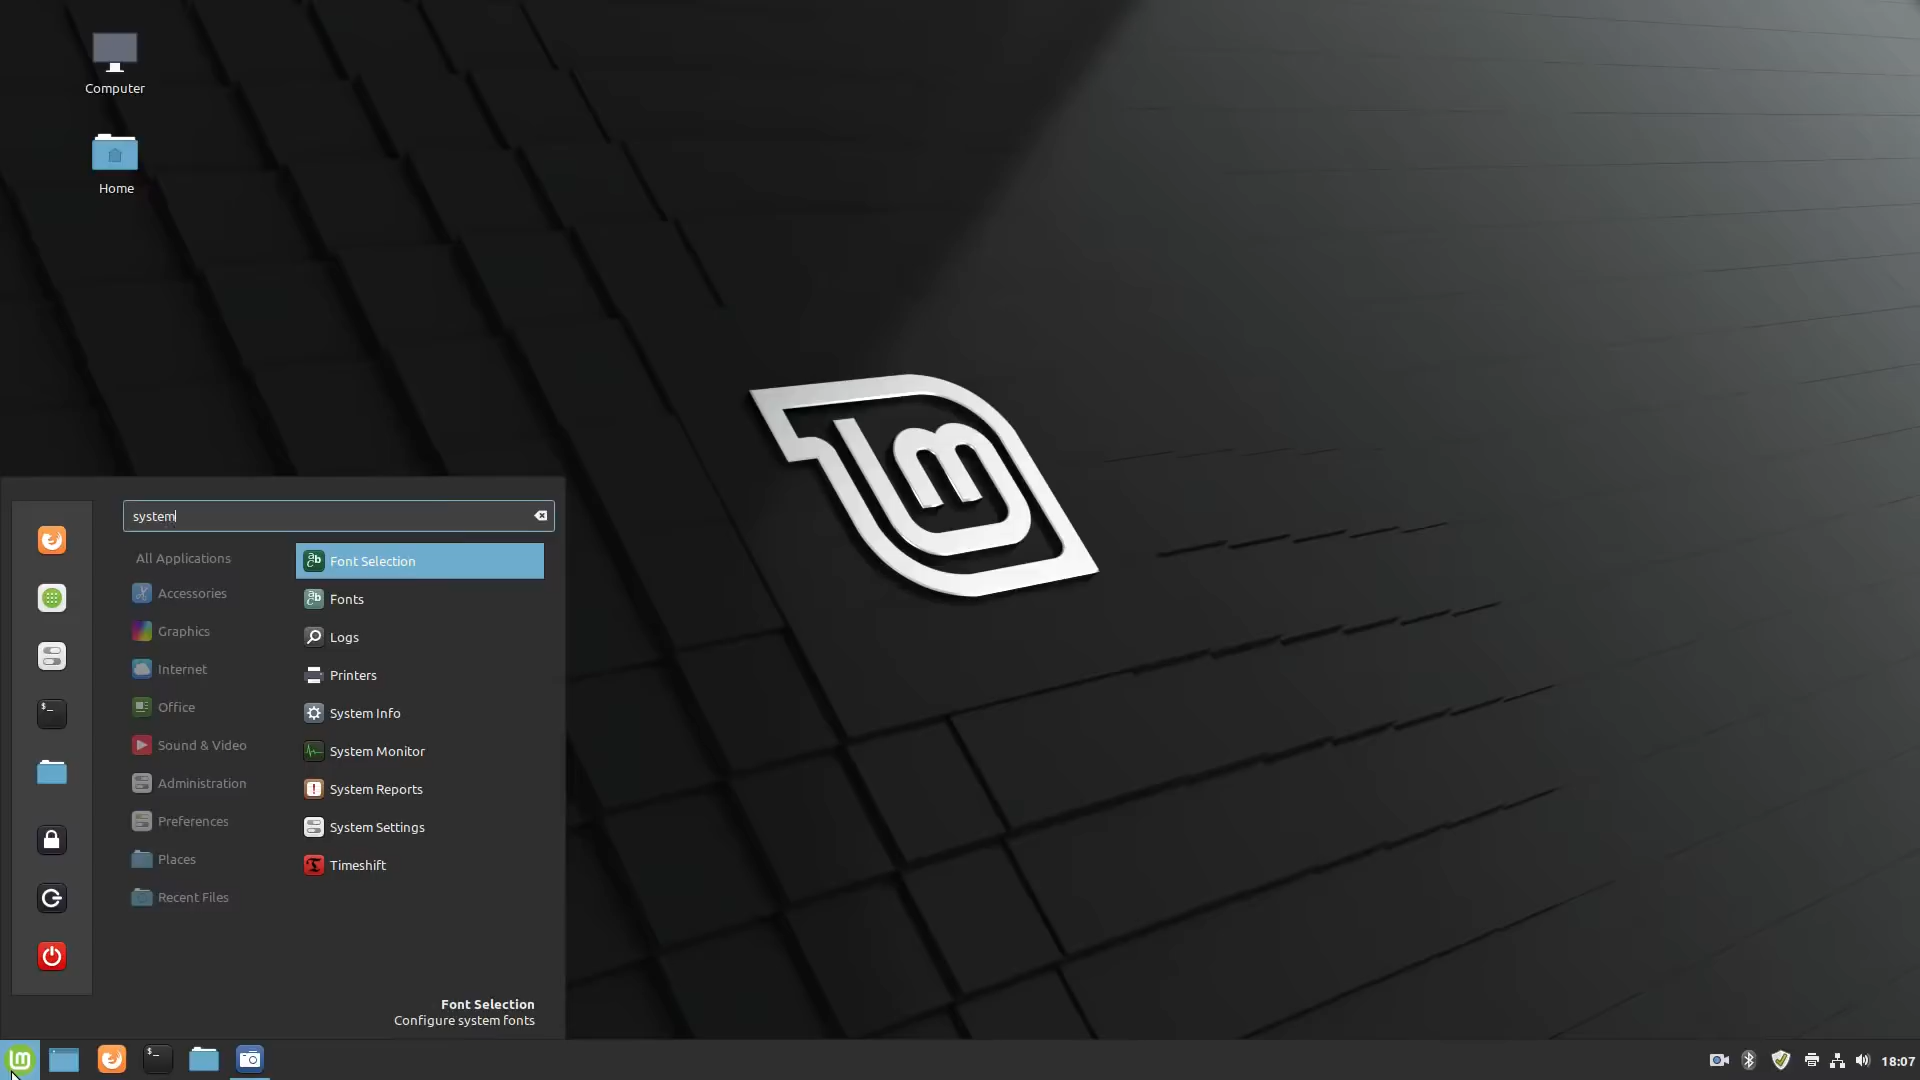 Computer
Home
system
All Applications
Accessories
Graphics
Internet
Office
Sound & Video
Administration
Preferences
Places
Recent Files
Font Selection
Fonts
Logs
Printers
System Info
System Monitor
System Reports
System Settings
Timeshift
Font Selection
Configure system fonts
18:07